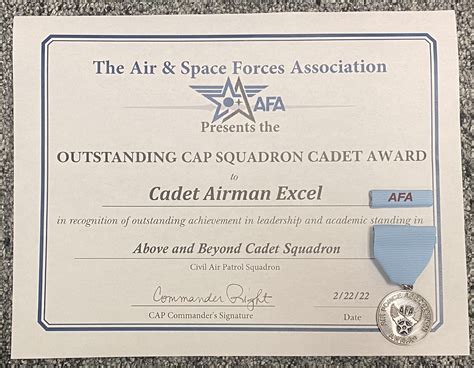 The Air & Space Forces Association
AFA
Presents the
OUTSTANDING CAP SQUADRON CADET AWARD
to
Cadet Airman Excel
AFA
in recognition of outstanding achievement in leadership and academic standing in
Above and Beyond Cadet Squadron
Civil Air Patrol Squadron
Commander Right 2/22/22
CAP Commander's Signature Date
AFA